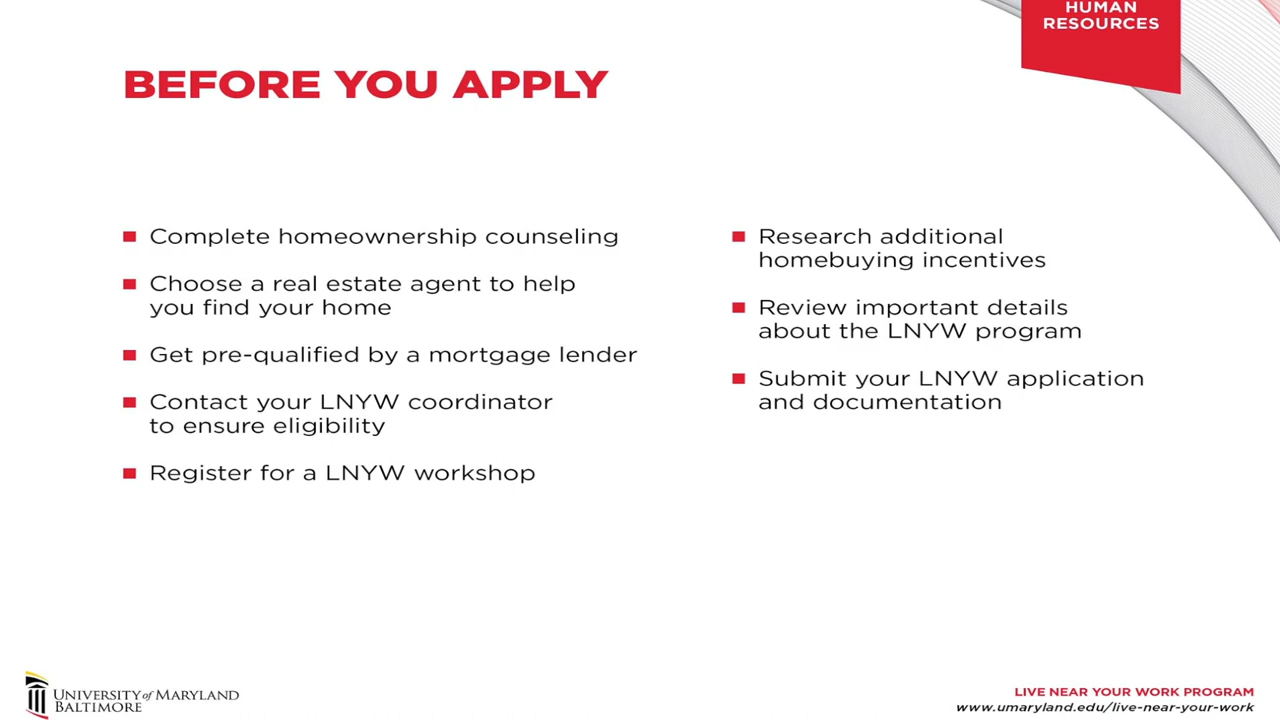 HUMAN
RESOURCES
BEFORE YOU APPLY
Complete homeownership counseling
Choose a real estate agent to help
you find your home
Get pre-qualified by a mortgage lender
Contact your LNYW coordinator
to ensure eligibility
Register for a LNYW workshop
Research additional
homebuying incentives
Review important details
about the LNYW program
Submit your LNYW application
and documentation
UNIVERSITY of MARYLAND
BALTIMORE
LIVE NEAR YOUR WORK PROGRAM
www.umaryland.edu/live-near-your-work